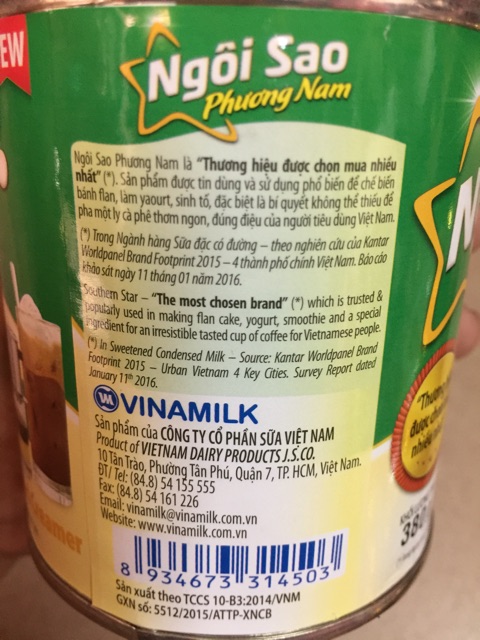 EW
Ngôi Sao
Phương Nam
Ngôi Sao Phương Nam là "Thương hiệu được chọn mua nhiều
nhất" (*). Sản phẩm được tin dùng và sử dụng phổ biến để chế biến
bánh flan, làm yaourt, sinh tố, đặc biệt là bí quyết không thể thiếu để
pha một ly cà phê thơm ngon, đúng điệu của người tiêu dùng Việt Nam.
(*) Trong Ngành hàng Sữa đặc có đường – theo nghiên cứu của Kantar
Worldpanel Brand Footprint 2015 – 4 thành phố chính Việt Nam. Báo cáo
khảo sát ngày 11 tháng 01 năm 2016.
Southern Star – "The most chosen brand" (*) which is trusted &
popularly used in making flan cake, yogurt, smoothie and a special
ingredient for an irresistible tasted cup of coffee for Vietnamese people.
(*) In Sweetened Condensed Milk – Source: Kantar Worldpanel Brand
Footprint 2015 – Urban Vietnam 4 Key Cities. Survey Report dated
January 11th 2016.
VINAMILK
Sản phẩm của CÔNG TY CỔ PHẦN SỮA VIỆT NAM
Product of VIETNAM DAIRY PRODUCTS J.S.CO.
10 Tân Trào, Phường Tân Phú, Quận 7, TP. HCM, Việt Nam.
ĐT/ Tel: (84.8) 54 155 555
Fax: (84.8) 54 161 226
Email: vinamilk@vinamilk.com.vn
Website: www.vinamilk.com.vn
8 934673 314503
Sản xuất theo TCCS 10-B3:2014/VNM
GXN số: 5512/2015/ATTP-XNCB
eamer
N
"Thương
được ch
nhiều n
380